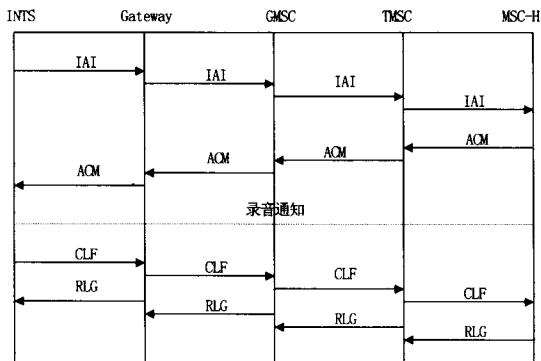 INTS Gateway GMSC TMSC MSC-H
IAI
IAI
IAI
IAI
ACM
ACM
ACM
ACM
录音通知
CLF
CLF
CLF
CLF
RLG
RLG
RLG
RLG